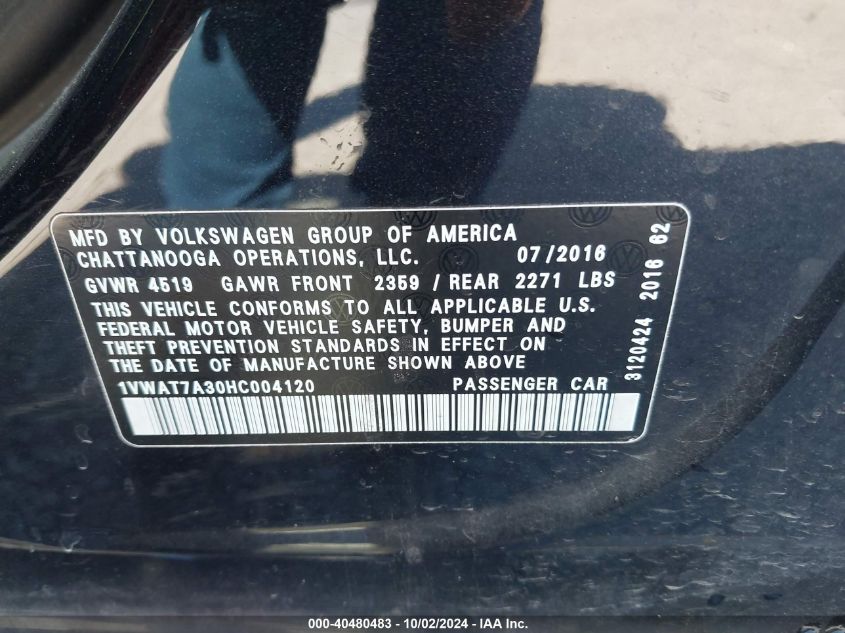 MFD BY VOLKSWAGEN GROUP OF AMERICA
CHATTANOOGA OPERATIONS, LLC. 07/2016
GVWR 4519 GAWR FRONT 2359 / REAR 2271 LBS
THIS VEHICLE CONFORMS TO ALL APPLICABLE U.S.
FEDERAL MOTOR VEHICLE SAFETY, BUMPER AND
THEFT PREVENTION STANDARDS IN EFFECT ON
THE DATE OF MANUFACTURE SHOWN ABOVE
1VWAT7A30HC004120 PASSENGER CAR
3120424 2016 62
000-40480483 - 10/02/2024 - IAA Inc.